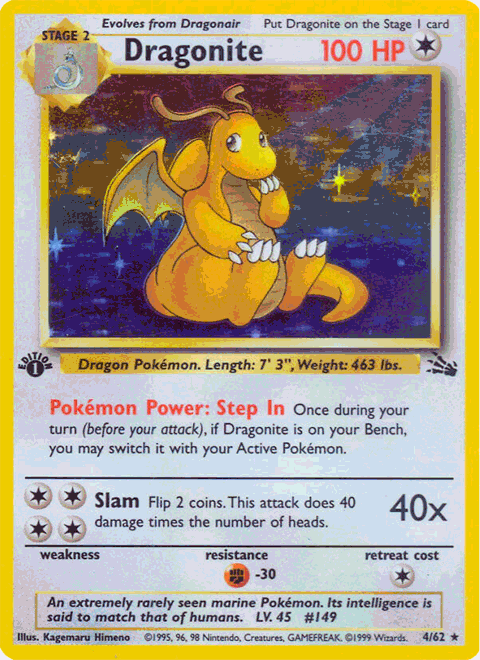 Evolves from Dragonair Put Dragonite on the Stage 1 card
STAGE 2
Dragonite 100 HP
EDITION
1
Dragon Pokémon. Length: 7' 3", Weight: 463 lbs.
Pokémon Power: Step In Once during your
turn (before your attack), if Dragonite is on your Bench,
you may switch it with your Active Pokémon.
Slam Flip 2 coins. This attack does 40
damage times the number of heads.
40x
weakness resistance retreat cost
-30
An extremely rarely seen marine Pokémon. Its intelligence is
said to match that of humans. LV. 45 #149
Illus. Kagemaru Himeno ©1995, 96, 98 Nintendo, Creatures, GAMEFREAK. ©1999 Wizards. 4/62 ★